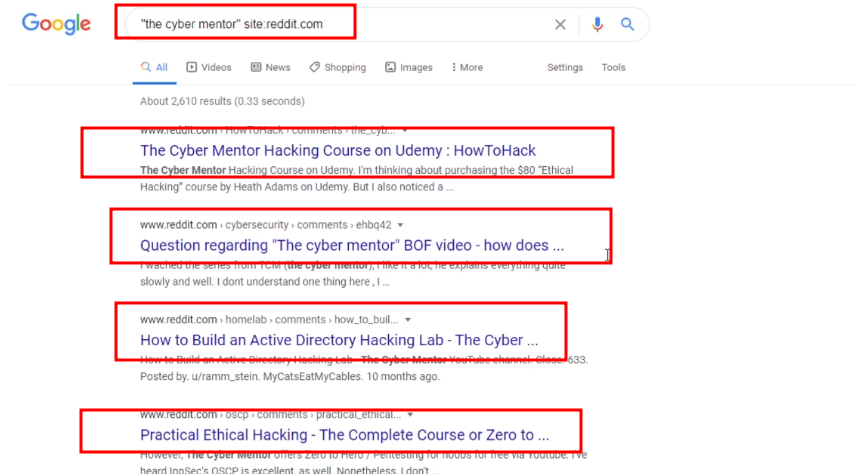 Google
"the cyber mentor" site:reddit.com
All Videos News Shopping Images More Settings Tools
About 2,610 results (0.33 seconds)
www.reddit.com › HowToHack › comments › the_cyb...
The Cyber Mentor Hacking Course on Udemy : HowToHack
The Cyber Mentor Hacking Course on Udemy. I'm thinking about purchasing the $80 “Ethical
Hacking” course by Heath Adams on Udemy. But I also noticed a ...
www.reddit.com › cybersecurity › comments › ehbq42
Question regarding "The cyber mentor" BOF video - how does ...
I wached the series from TCM (the cyber mentor), I like it a lot, he explains everything quite
slowly and well. I dont understand one thing here , I ...
www.reddit.com › homelab › comments › how_to_buil...
How to Build an Active Directory Hacking Lab - The Cyber ...
How to Build an Active Directory Hacking Lab - The Cyber Mentor YouTube channel. Close. 633.
Posted by. u/ramm_stein. MyCatsEatMyCables. 10 months ago.
www.reddit.com › oscp › comments › practical_ethical...
Practical Ethical Hacking - The Complete Course or Zero to ...
However, The Cyber Mentor offers Zero to Hero / Pentesting for n00bs for free via Youtube. I've
heard IppSec's OSCP is excellent, as well. Nonetheless, I don't ...